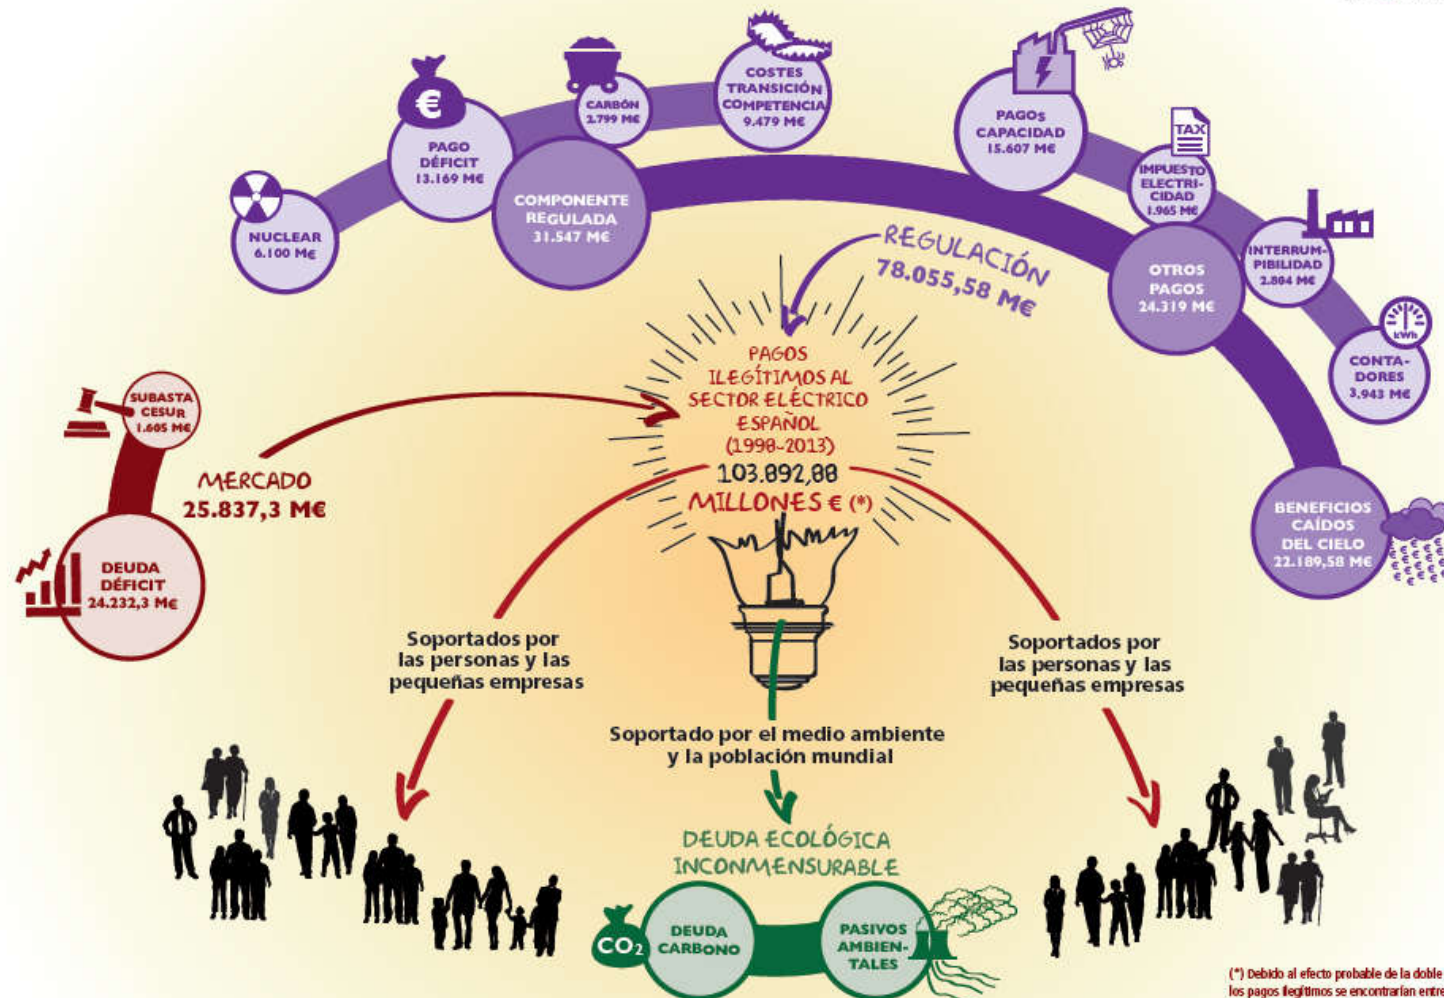 COSTES
TRANSICIÓN
COMPETENCIA
9.479 M€
CARBÓN
2.799 M€
PAGO
DÉFICIT
13.169 M€
NUCLEAR
6.100 M€
COMPONENTE
REGULADA
31.547 M€
PAGOS
CAPACIDAD
15.607 M€
TAX
IMPUESTO
ELECTRI-
CIDAD
1.965 M€
INTERRUM-
PIBILIDAD
2.804 M€
kWh
CONTA-
DORES
3.943 M€
OTROS
PAGOS
24.319 M€
BENEFICIOS
CAÍDOS
DEL CIELO
22.189,58 M€
REGULACIÓN
78.055,58 M€
SUBASTA
CESUR
1.605 M€
MERCADO
25.837,3 M€
DEUDA
DÉFICIT
24.232,3 M€
PAGOS
ILEGÍTIMOS AL
SECTOR ELÉCTRICO
ESPAÑOL
(1998-2013)
103.892,88
MILLONES € (*)
Soportados por
las personas y las
pequeñas empresas
Soportados por
las personas y las
pequeñas empresas
Soportado por el medio ambiente
y la población mundial
DEUDA ECOLÓGICA
INCONMENSURABLE
CO2
DEUDA
CARBONO
PASIVOS
AMBIEN-
TALES
(*) Debido al efecto probable de la doble
los pagos ilegítimos se encontrarían entre